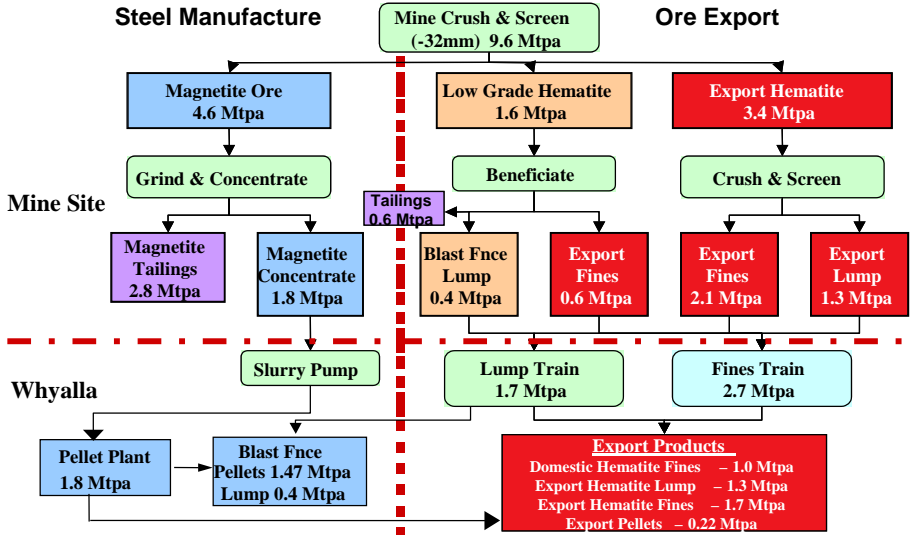 Steel Manufacture
Mine Crush & Screen
(-32mm) 9.6 Mtpa
Ore Export
Magnetite Ore
4.6 Mtpa
Low Grade Hematite
1.6 Mtpa
Export Hematite
3.4 Mtpa
Grind & Concentrate
Beneficiate
Crush & Screen
Mine Site
Tailings
0.6 Mtpa
Magnetite
Tailings
2.8 Mtpa
Magnetite
Concentrate
1.8 Mtpa
Blast Fnce
Lump
0.4 Mtpa
Export
Fines
0.6 Mtpa
Export
Fines
2.1 Mtpa
Export
Lump
1.3 Mtpa
Slurry Pump
Lump Train
1.7 Mtpa
Fines Train
2.7 Mtpa
Whyalla
Pellet Plant
1.8 Mtpa
Blast Fnce
Pellets 1.47 Mtpa
Lump 0.4 Mtpa
Export Products
Domestic Hematite Fines – 1.0 Mtpa
Export Hematite Lump – 1.3 Mtpa
Export Hematite Fines – 1.7 Mtpa
Export Pellets – 0.22 Mtpa